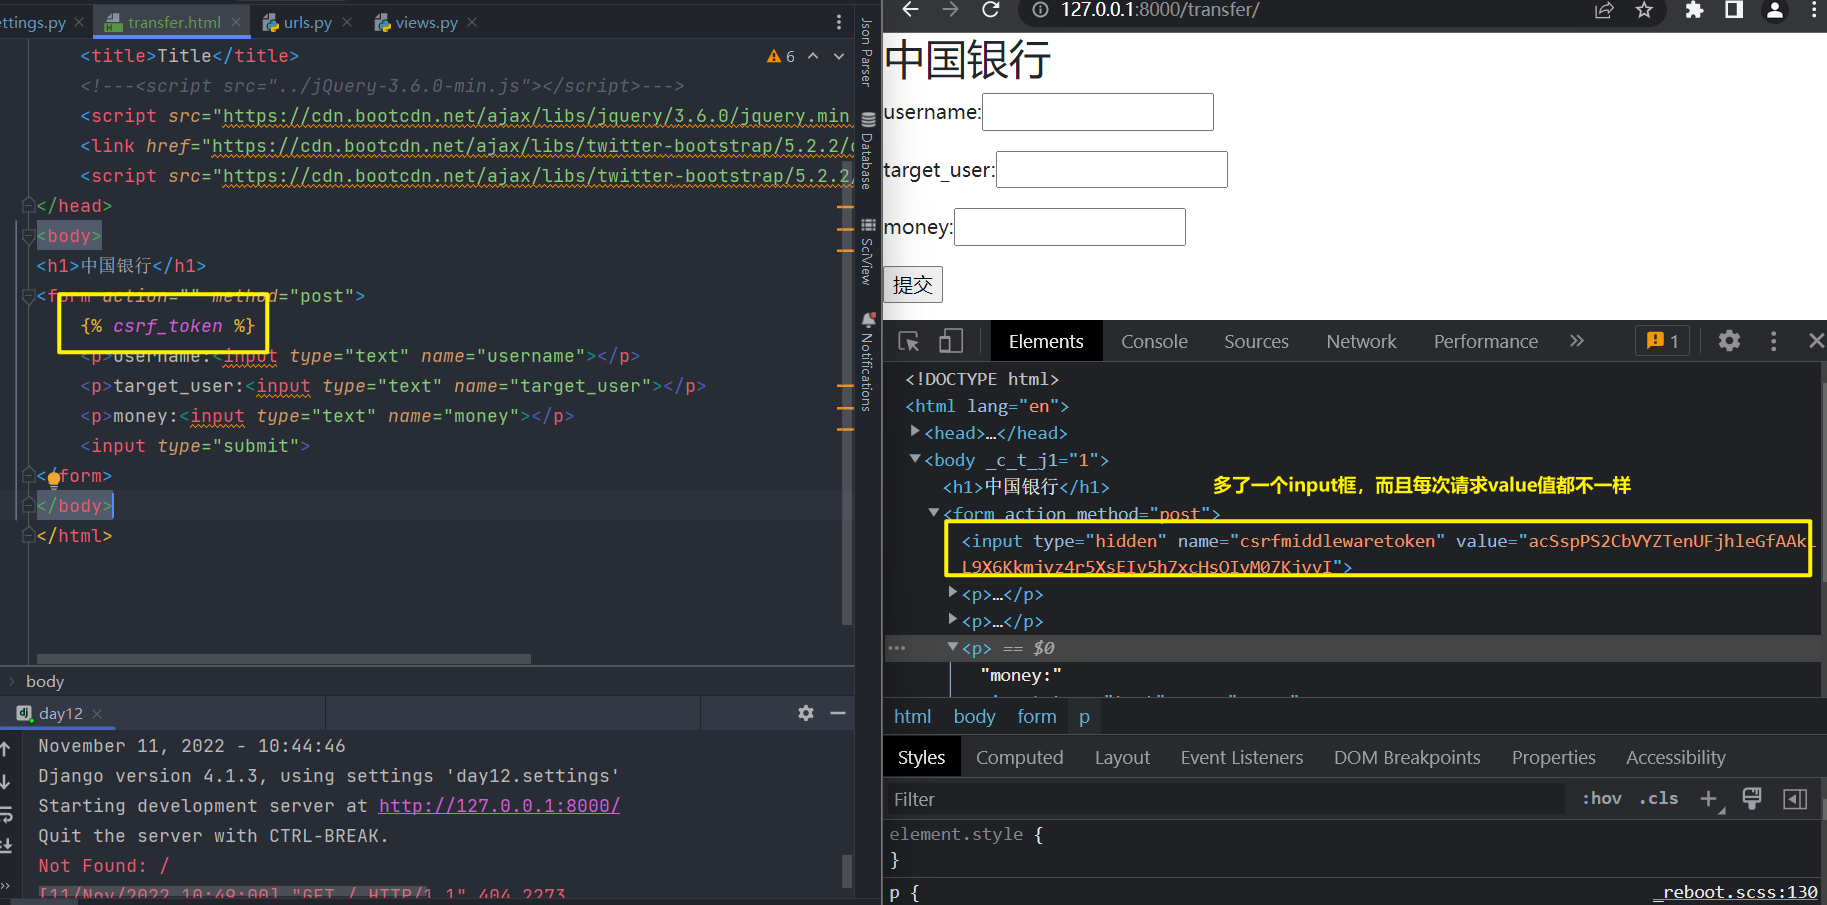 ettings.py
transfer.html
urls.py
views.py
<title>Title</title>
6
<!---<script src="../jQuery-3.6.0-min.js"></script>--->
<script src="https://cdn.bootcdn.net/ajax/libs/jquery/3.6.0/jquery.min
<link href="https://cdn.bootcdn.net/ajax/libs/twitter-bootstrap/5.2.2/
<script src="https://cdn.bootcdn.net/ajax/libs/twitter-bootstrap/5.2.2/
</head>
<body>
<h1>中国银行</h1>
<form action="" method="post">
{% csrf_token %}
<p>username:<input type="text" name="username"></p>
<p>target_user:<input type="text" name="target_user"></p>
<p>money:<input type="text" name="money"></p>
<input type="submit">
</form>
</body>
</html>
body
day12
November 11, 2022 - 10:44:46
Django version 4.1.3, using settings 'day12.settings'
Starting development server at http://127.0.0.1:8000/
Quit the server with CTRL-BREAK.
Not Found: /
[11/Nov/2022 10:49:00] "GET / HTTP/1.1" 404 2273
Json Parser
Database
SciView
Notifications
127.0.0.1:8000/transfer/
中国银行
username:
target_user:
money:
提交
Elements
Console
Sources
Network
Performance
1
<!DOCTYPE html>
<html lang="en">
<head>…</head>
<body _c_t_j1="1">
<h1>中国银行</h1>
多了一个input框，而且每次请求value值都不一样
<form action method="post">
<input type="hidden" name="csrfmiddlewaretoken" value=
<p>…</p>
<p>…</p>
<p> == $0
"money:"
html
body
form
p
Styles
Computed
Layout
Event Listeners
DOM Breakpoints
Properties
Accessibility
Filter
:hov
.cls
element.style {
}
p {
_reboot.scss:130